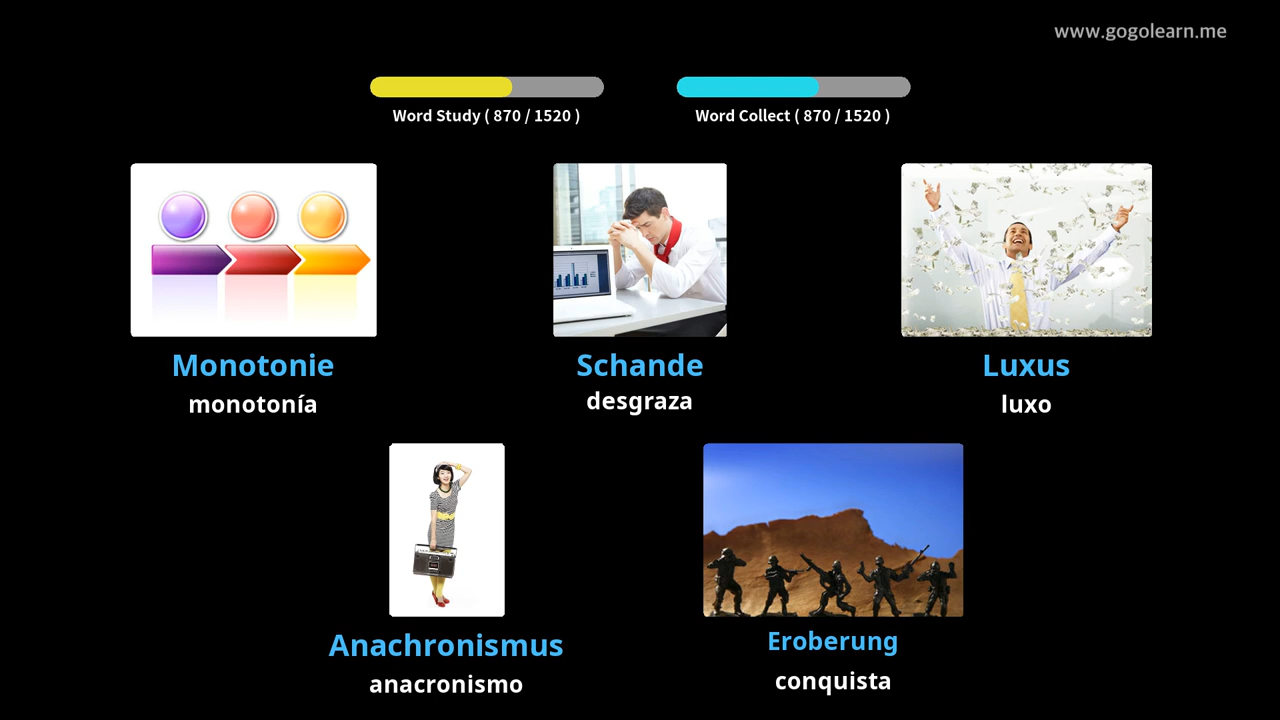 www.gogolearn.me
Word Study ( 870 / 1520 )
Word Collect ( 870 / 1520 )
Monotonie
monotonía
Schande
desgraza
Luxus
luxo
Anachronismus
anacronismo
Eroberung
conquista